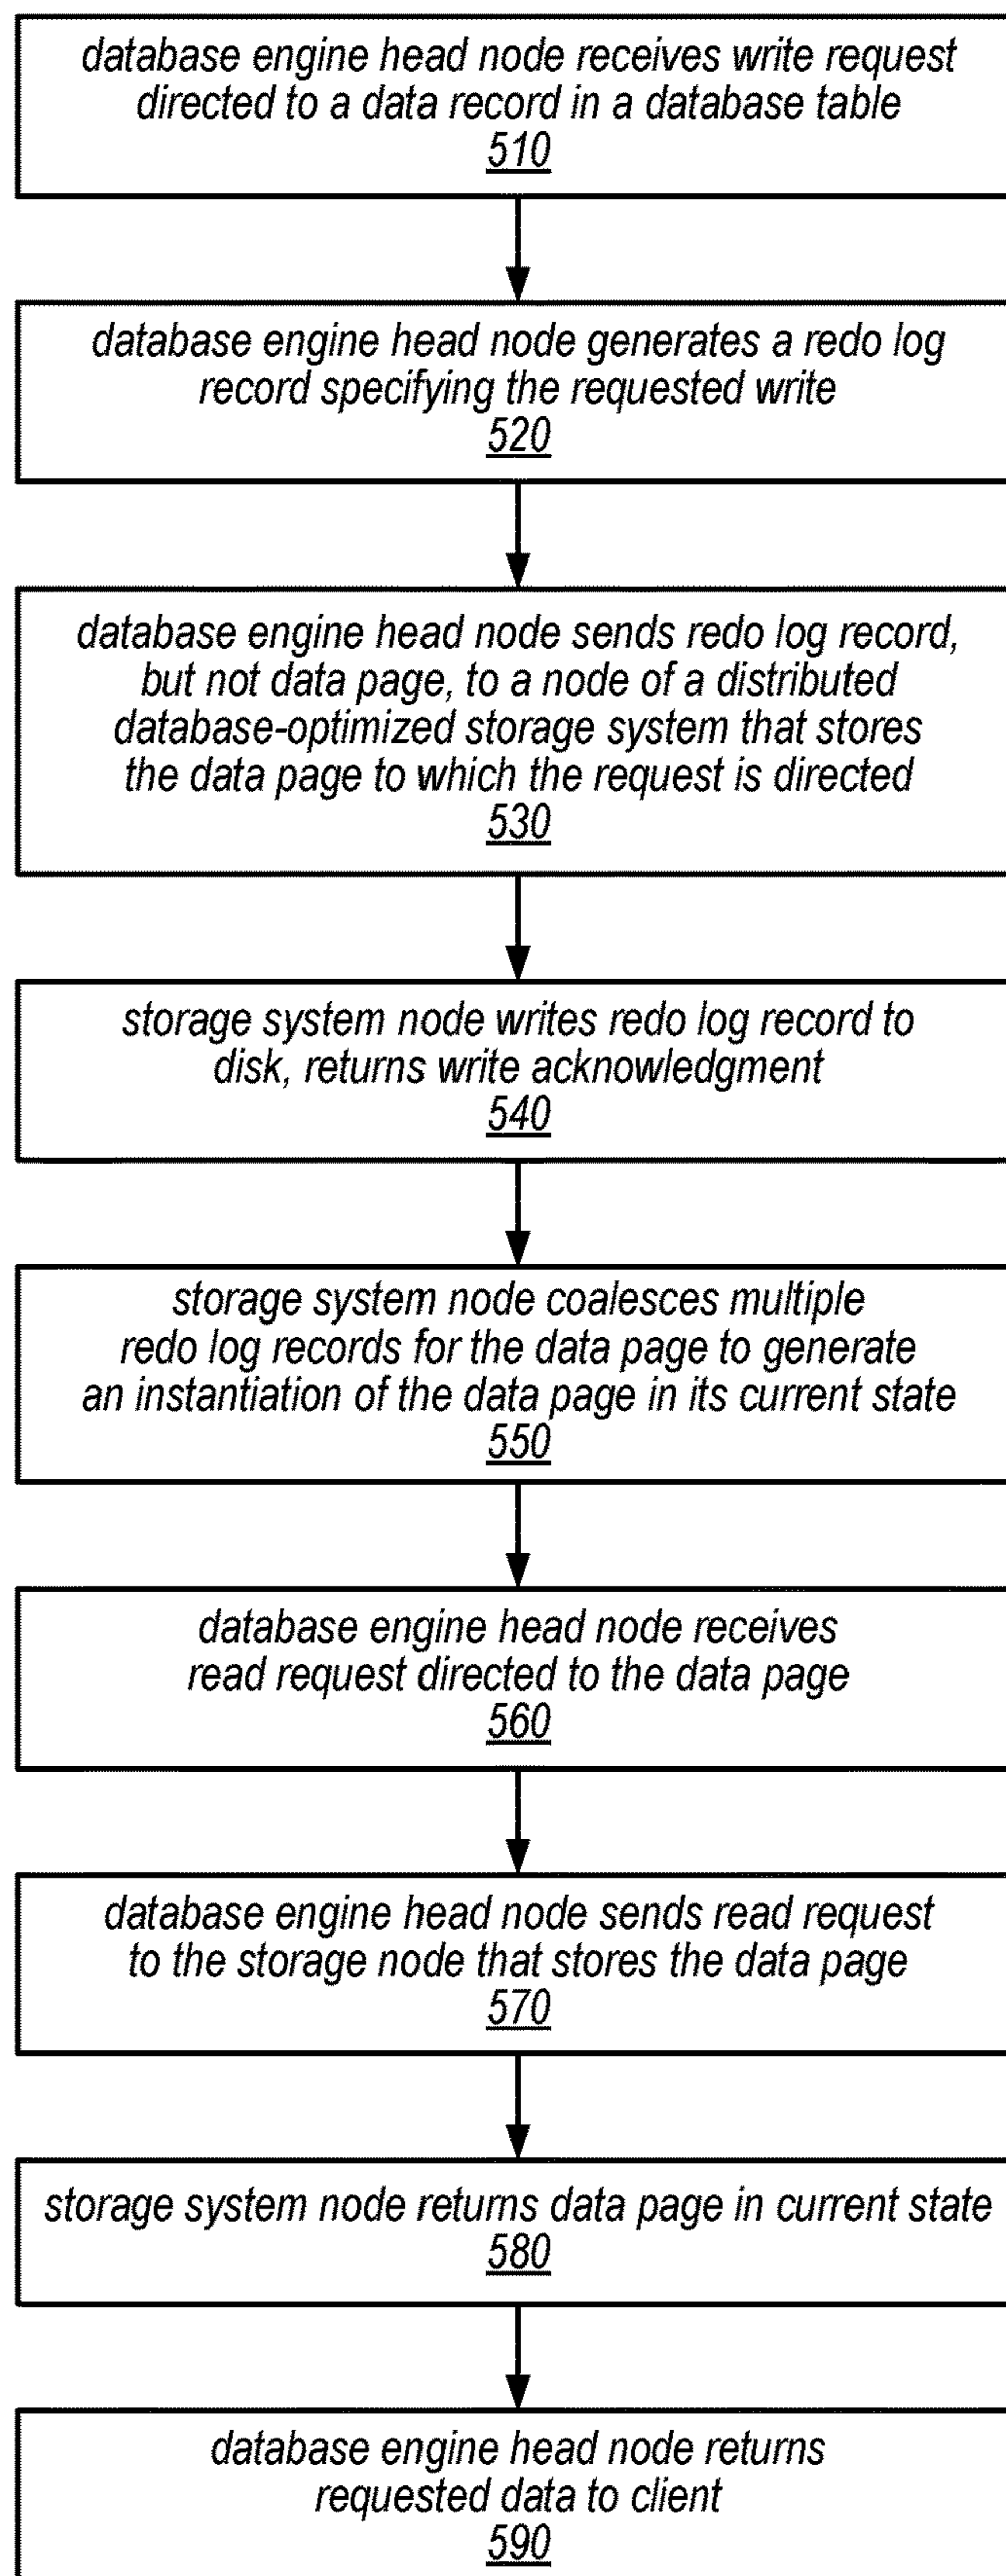 database engine head node receives write request
directed to a data record in a database table
510
database engine head node generates a redo log
record specifying the requested write
520
database engine head node sends redo log record,
but not data page, to a node of a distributed
database-optimized storage system that stores
the data page to which the request is directed
530
storage system node writes redo log record to
disk, returns write acknowledgment
540
storage system node coalesces multiple
redo log records for the data page to generate
an instantiation of the data page in its current state
550
database engine head node receives
read request directed to the data page
560
database engine head node sends read request
to the storage node that stores the data page
570
storage system node returns data page in current state
580
database engine head node returns
requested data to client
590